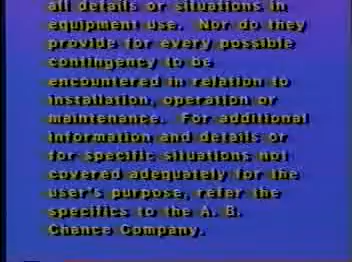 all details or situations in
equipment use. Nor do they
provide for every possible
contingency to be
encountered in relation to
installation, operation or
maintenance. For additional
information and details or
for specific situations not
covered adequately for the
user's purpose, refer the
specifics to the A. B.
Chance Company.